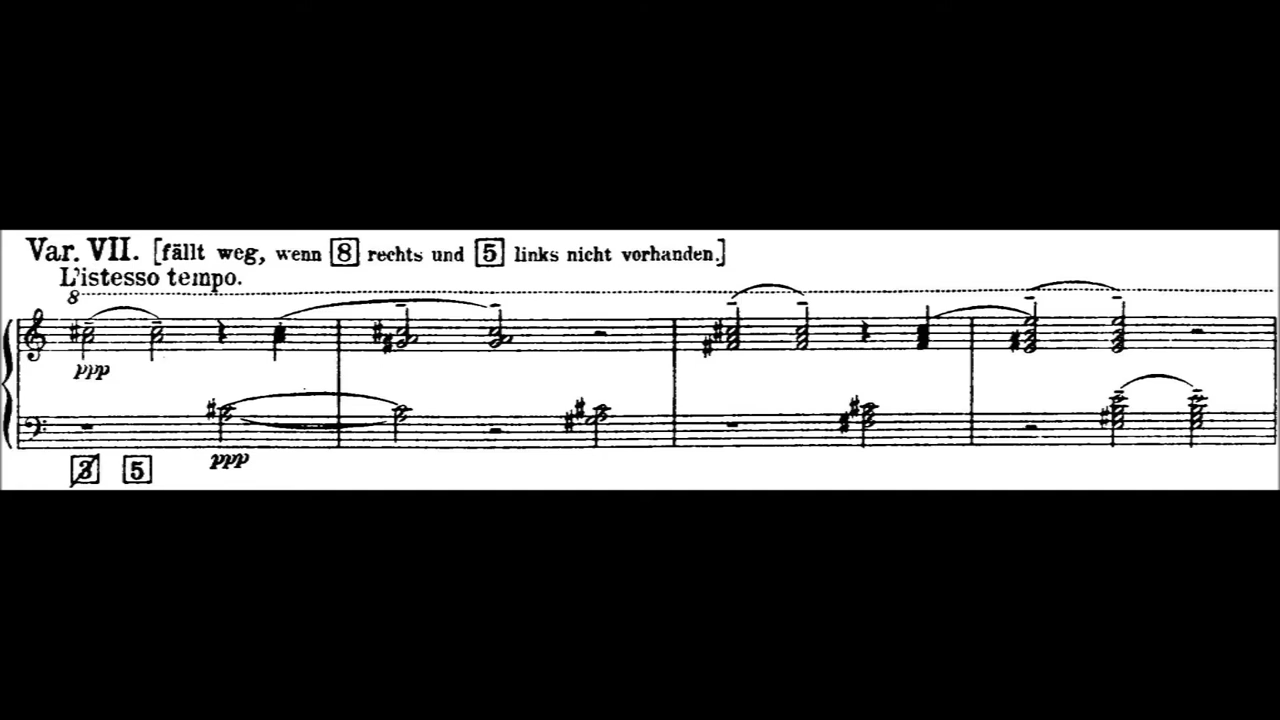 Var. VII. [fällt weg, wenn 8 rechts und 5 links nicht vorhanden.]
L'istesso tempo.
8
ppp
ppp
3 5